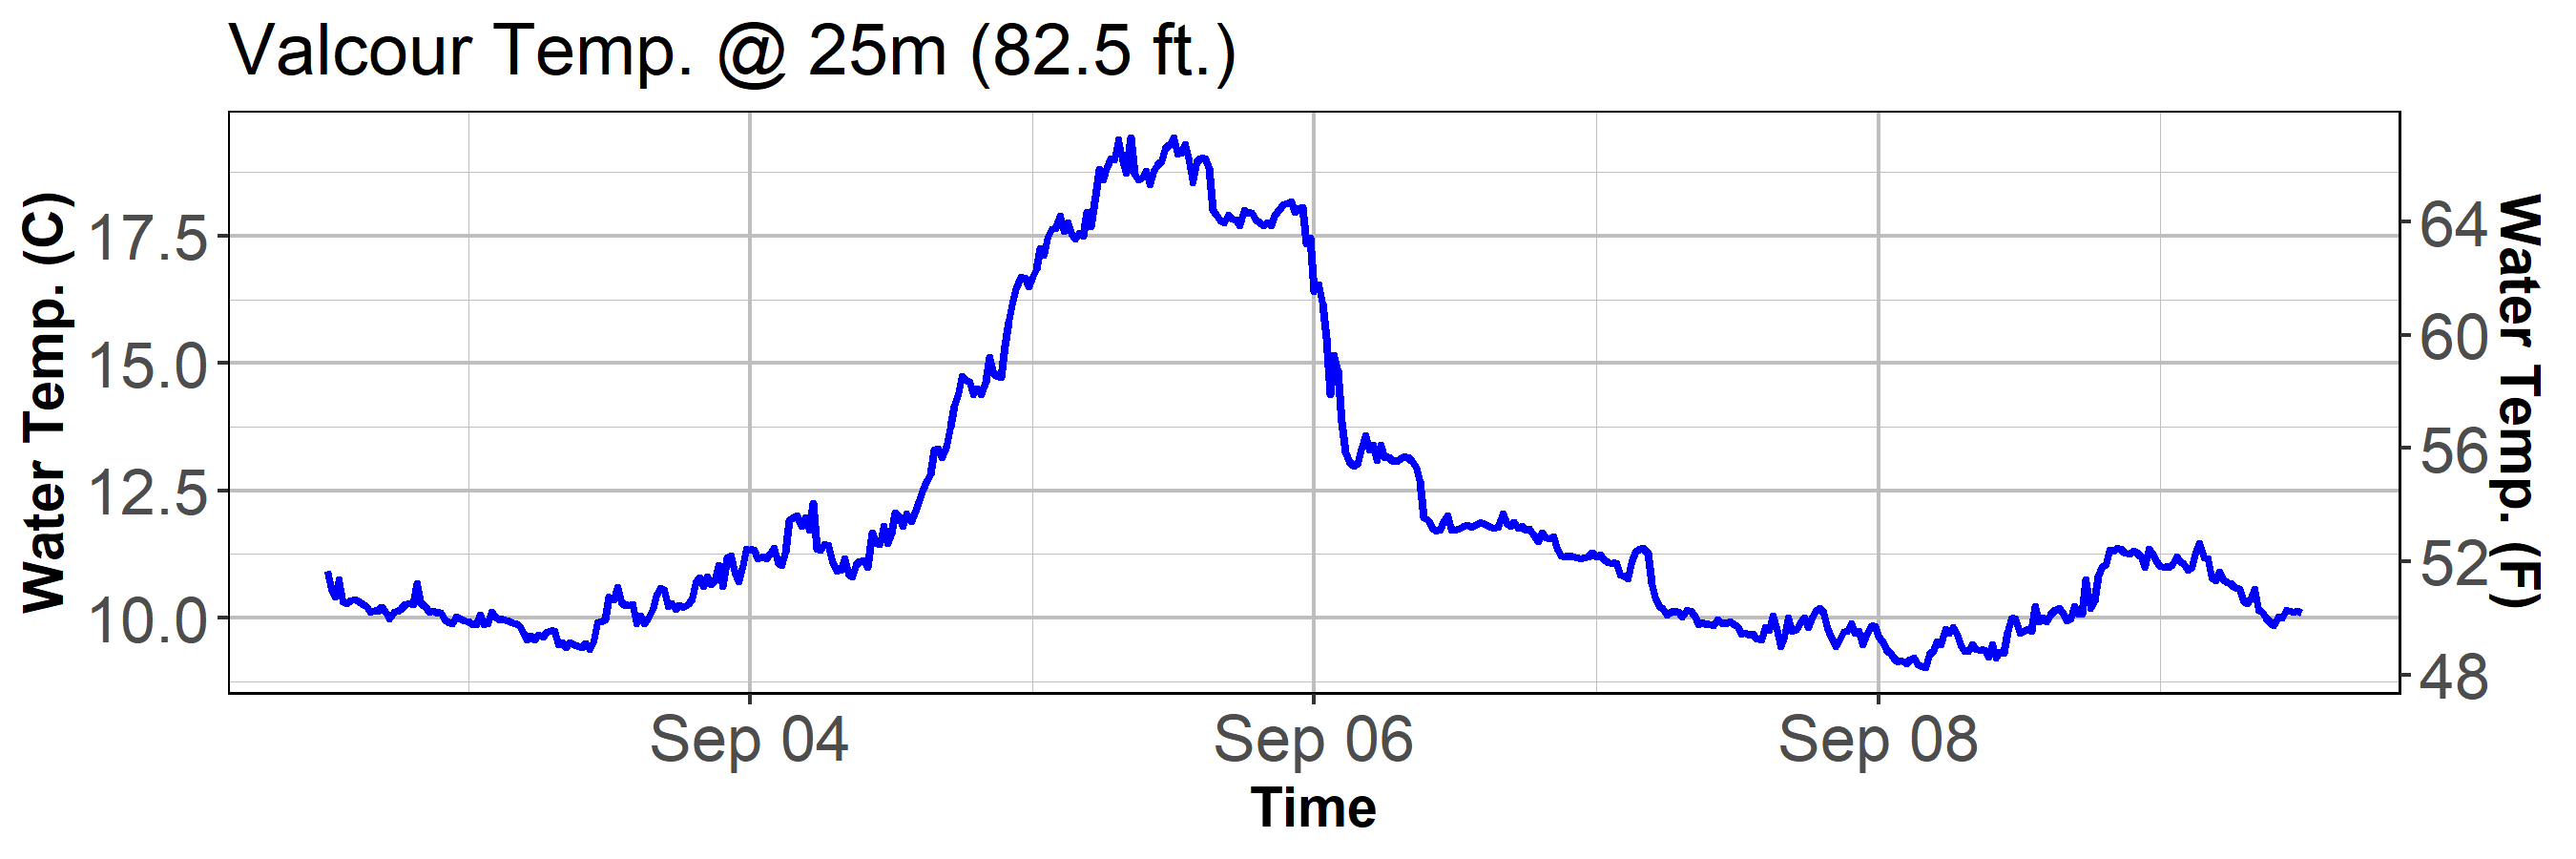 Valcour Temp. @ 25m (82.5 ft.)
Water Temp. (C)
17.5
15.0
12.5
10.0
64
60
56
52
48
Water Temp. (F)
Sep 04 Sep 06 Sep 08
Time